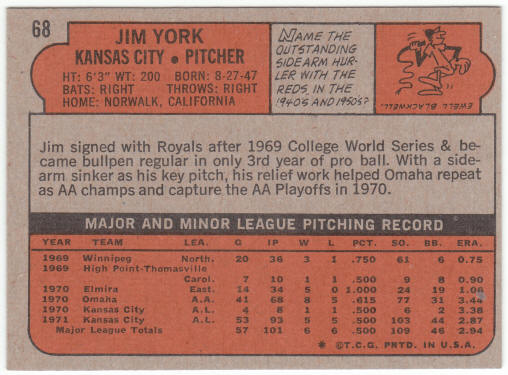 68
JIM YORK
KANSAS CITY • PITCHER
HT: 6'3" WT: 200 BORN: 8-27-47
BATS: RIGHT THROWS: RIGHT
HOME: NORWALK, CALIFORNIA
NAME THE
OUTSTANDING
SIDEARM HUR-
LER WITH THE
REDS, IN THE
1940'S AND 1950'S?
EWELL BLACKWELL
Jim signed with Royals after 1969 College World Series & be-
came bullpen regular in only 3rd year of pro ball. With a side-
arm sinker as his key pitch, his relief work helped Omaha repeat
as AA champs and capture the AA Playoffs in 1970.
MAJOR AND MINOR LEAGUE PITCHING RECORD
YEAR TEAM LEA. G IP W L PCT. SO. BB. ERA.
1969 Winnipeg North. 20 36 3 1 .750 61 6 0.75
1969 High Point-Thomasville
Carol. 7 10 1 1 .500 9 8 0.90
1970 Elmira East. 14 34 5 0 1.000 24 19 1.06
1970 Omaha A.A. 41 68 8 5 .615 77 31 3.44
1970 Kansas City A.L. 4 8 1 1 .500 6 2 3.38
1971 Kansas City A.L. 53 93 5 5 .500 103 44 2.87
Major League Totals 57 101 6 6 .500 109 46 2.94
* ©T.C.G. PRTD. IN U.S.A.